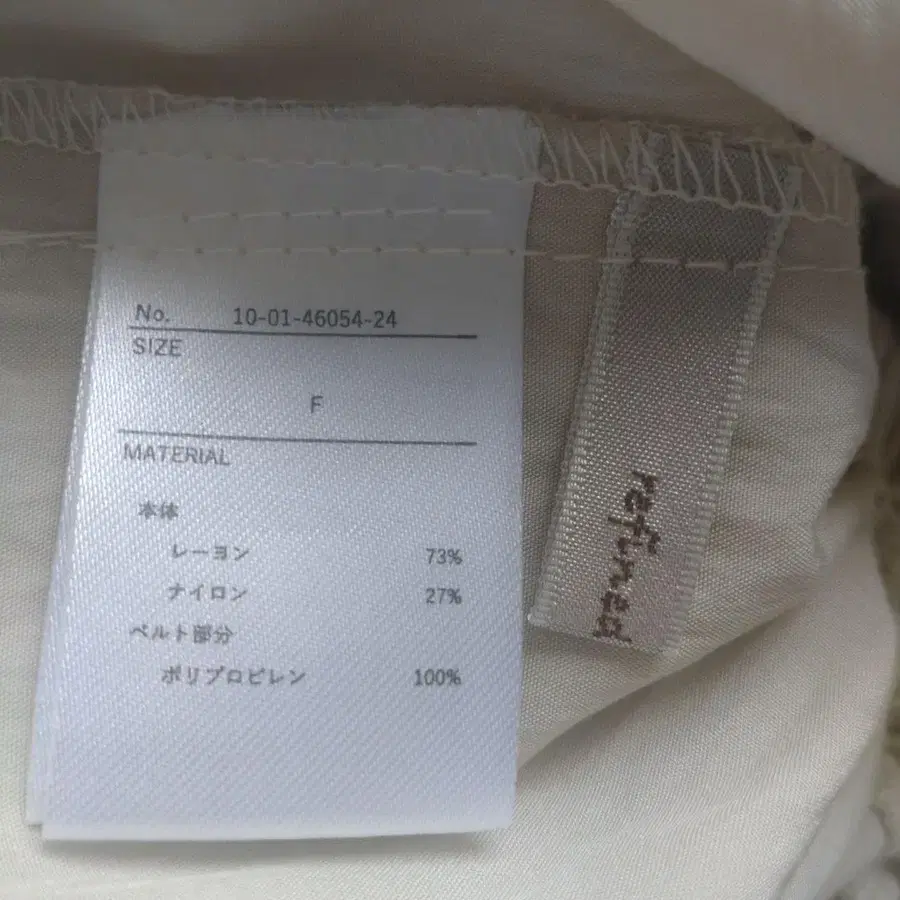 No. 10-01-46054-24
SIZE
F
MATERIAL
本体
レーヨン 73%
ナイロン 27%
ベルト部分
ポリプロピレン 100%
refined